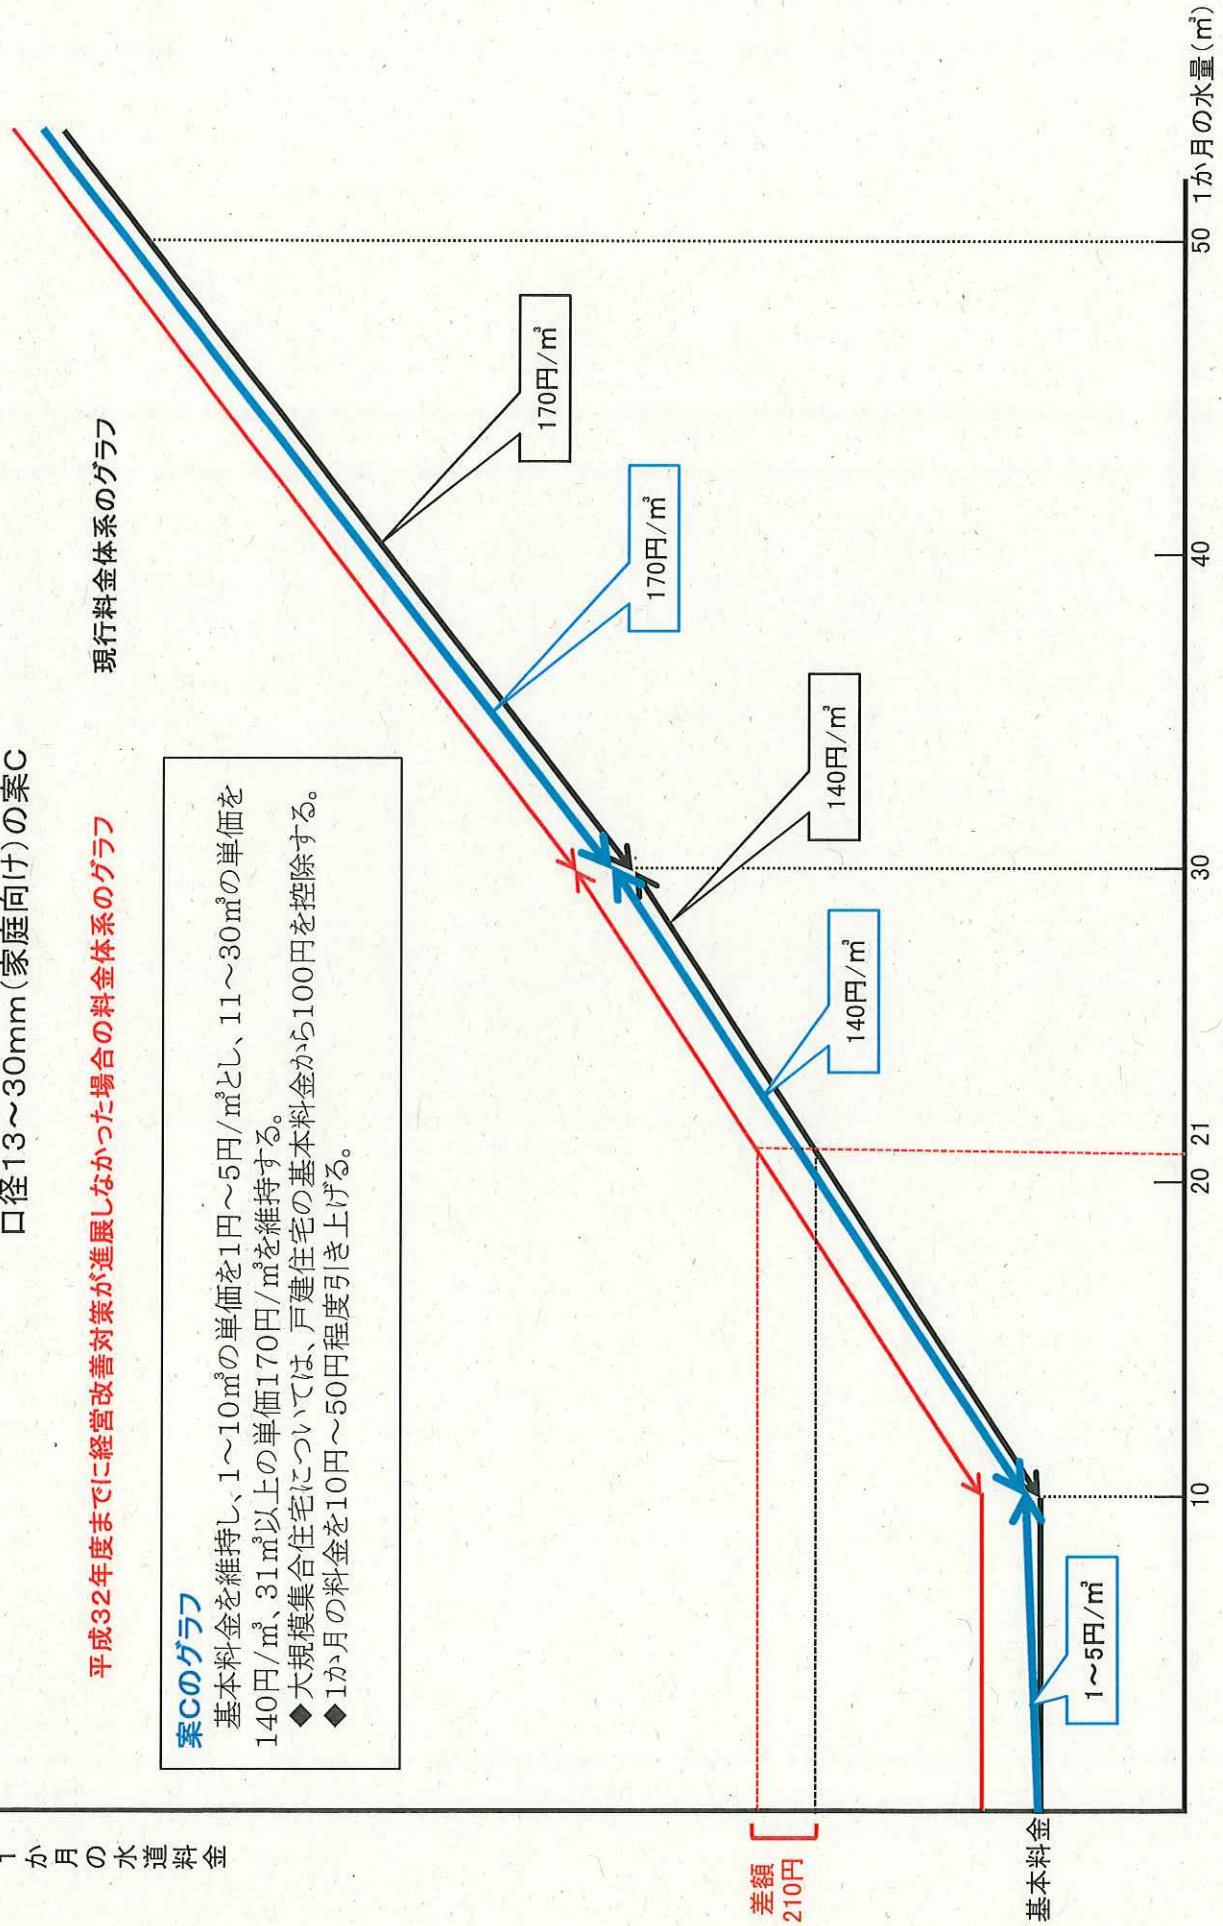 口径13～30mm(家庭向け)の案C
1か月の水道料金
平成32年度までに経営改善対策が進展しなかった場合の料金体系のグラフ
現行料金体系のグラフ
案Cのグラフ
基本料金を維持し、1～10㎥の単価を1円～5円/㎥とし、11～30㎥の単価を
140円/㎥、31㎥以上の単価170円/㎥を維持する。
◆大規模集合住宅については、戸建住宅の基本料金から100円を控除する。
◆1か月の料金を10円～50円程度引き上げる。
170円/㎥
170円/㎥
140円/㎥
140円/㎥
1～5円/㎥
差額
210円
基本料金
10
20
21
30
40
50
1か月の水量(㎥)